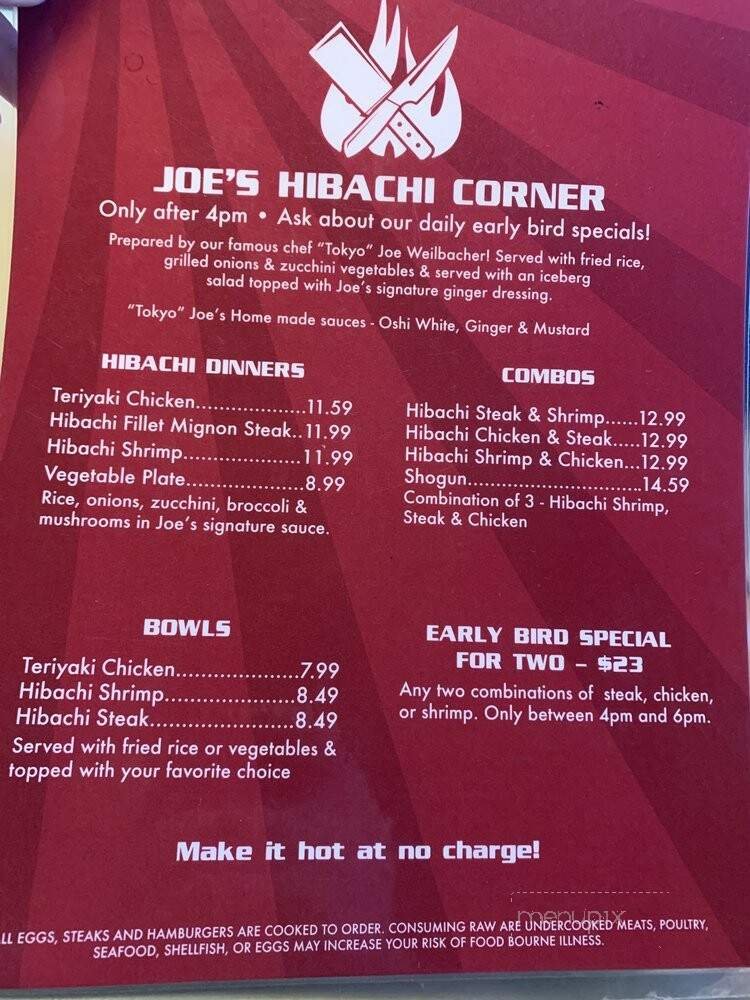 JOE'S HIBACHI CORNER
Only after 4pm • Ask about our daily early bird specials!
Prepared by our famous chef "Tokyo" Joe Weilbacher! Served with fried rice,
grilled onions & zucchini vegetables & served with an iceberg
salad topped with Joe's signature ginger dressing.
"Tokyo" Joe's Home made sauces - Oshi White, Ginger & Mustard
HIBACHI DINNERS
Teriyaki Chicken....................11.59
Hibachi Fillet Mignon Steak..11.99
Hibachi Shrimp......................11.99
Vegetable Plate.....................8.99
Rice, onions, zucchini, broccoli &
mushrooms in Joe's signature sauce.
COMBOS
Hibachi Steak & Shrimp......12.99
Hibachi Chicken & Steak.....12.99
Hibachi Shrimp & Chicken...12.99
Shogun..............................14.59
Combination of 3 - Hibachi Shrimp,
Steak & Chicken
BOWLS
Teriyaki Chicken......................7.99
Hibachi Shrimp.......................8.49
Hibachi Steak.........................8.49
Served with fried rice or vegetables &
topped with your favorite choice
EARLY BIRD SPECIAL
FOR TWO – $23
Any two combinations of steak, chicken,
or shrimp. Only between 4pm and 6pm.
Make it hot at no charge!
menupix
LL EGGS, STEAKS AND HAMBURGERS ARE COOKED TO ORDER. CONSUMING RAW ARE UNDERCOOKED MEATS, POULTRY,
SEAFOOD, SHELLFISH, OR EGGS MAY INCREASE YOUR RISK OF FOOD BOURNE ILLNESS.